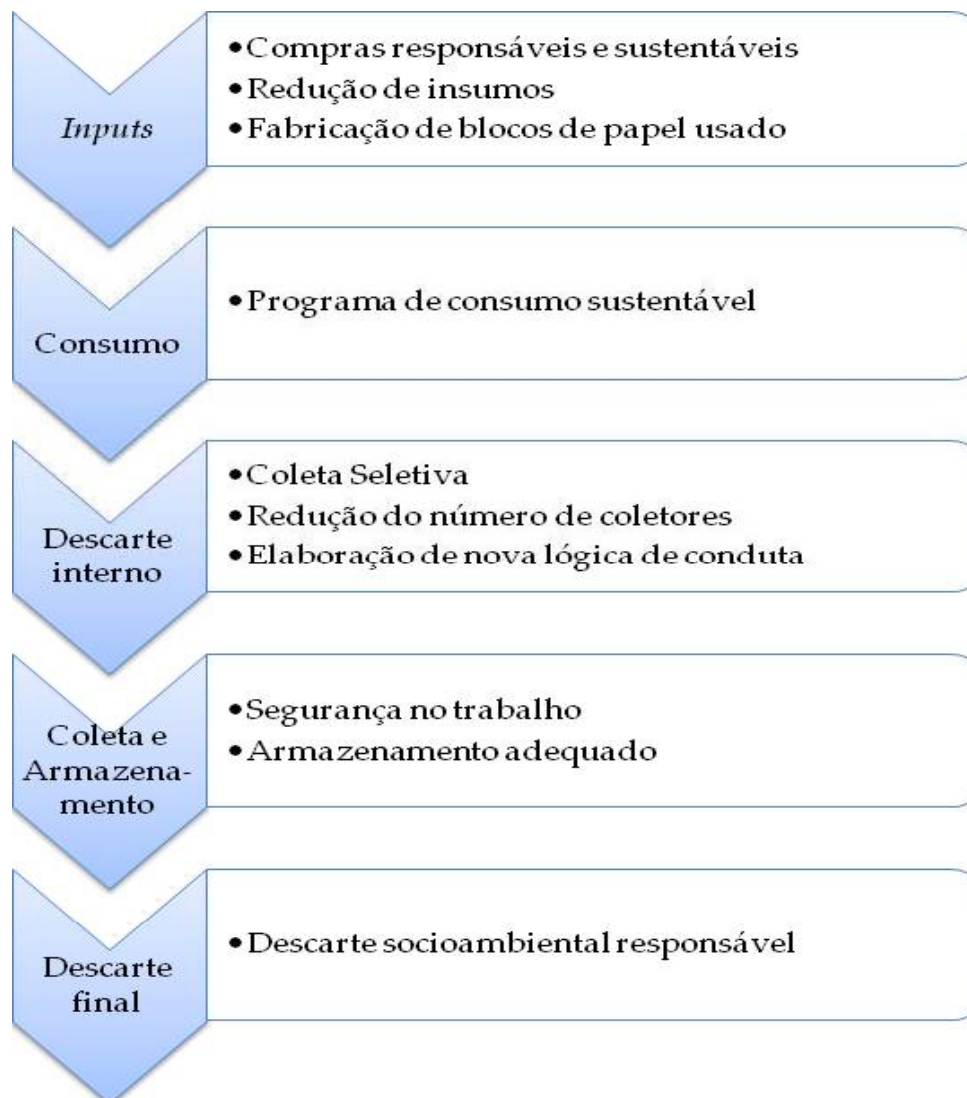 Inputs
•Compras responsáveis e sustentáveis
•Redução de insumos
•Fabricação de blocos de papel usado
Consumo
•Programa de consumo sustentável
Descarte
interno
•Coleta Seletiva
•Redução do número de coletores
•Elaboração de nova lógica de conduta
Coleta e
Armazena-
mento
•Segurança no trabalho
•Armazenamento adequado
Descarte
final
•Descarte socioambiental responsável